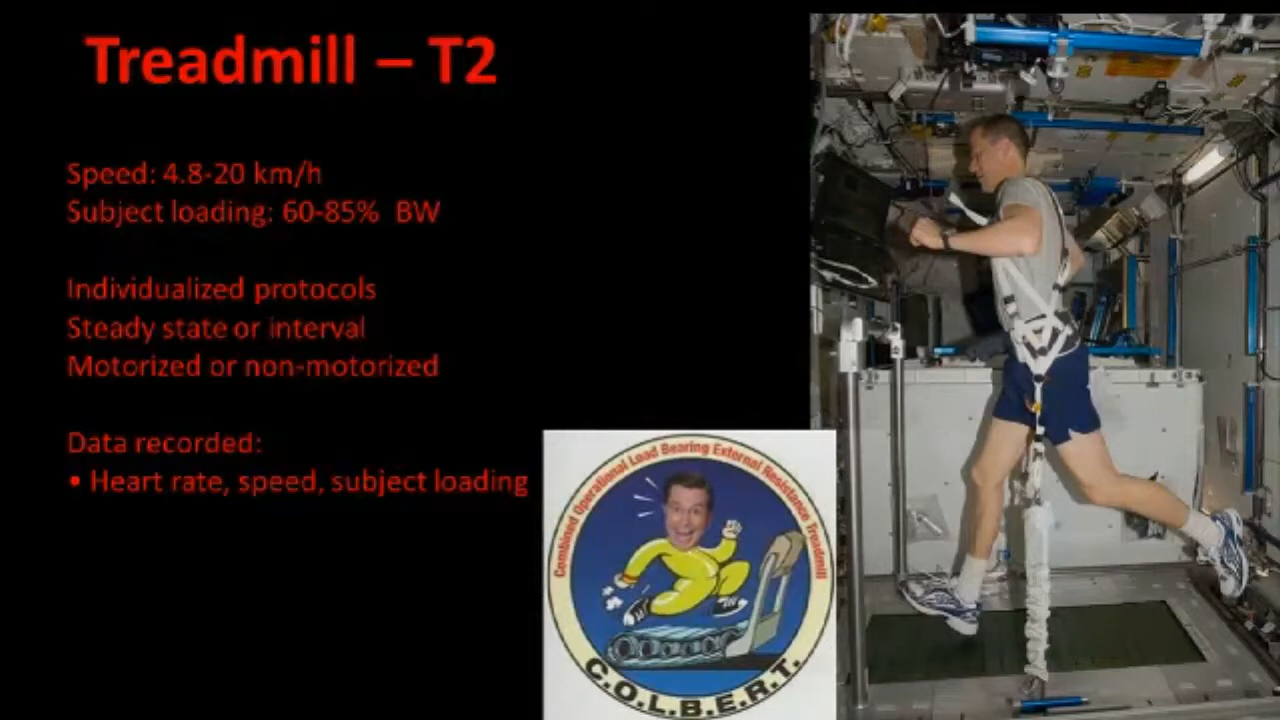 Treadmill – T2
Speed: 4.8-20 km/h
Subject loading: 60-85% BW
Individualized protocols
Steady state or interval
Motorized or non-motorized
Data recorded:
• Heart rate, speed, subject loading
Combined Operational Load Bearing External Resistance Treadmill
C.O.L.B.E.R.T.